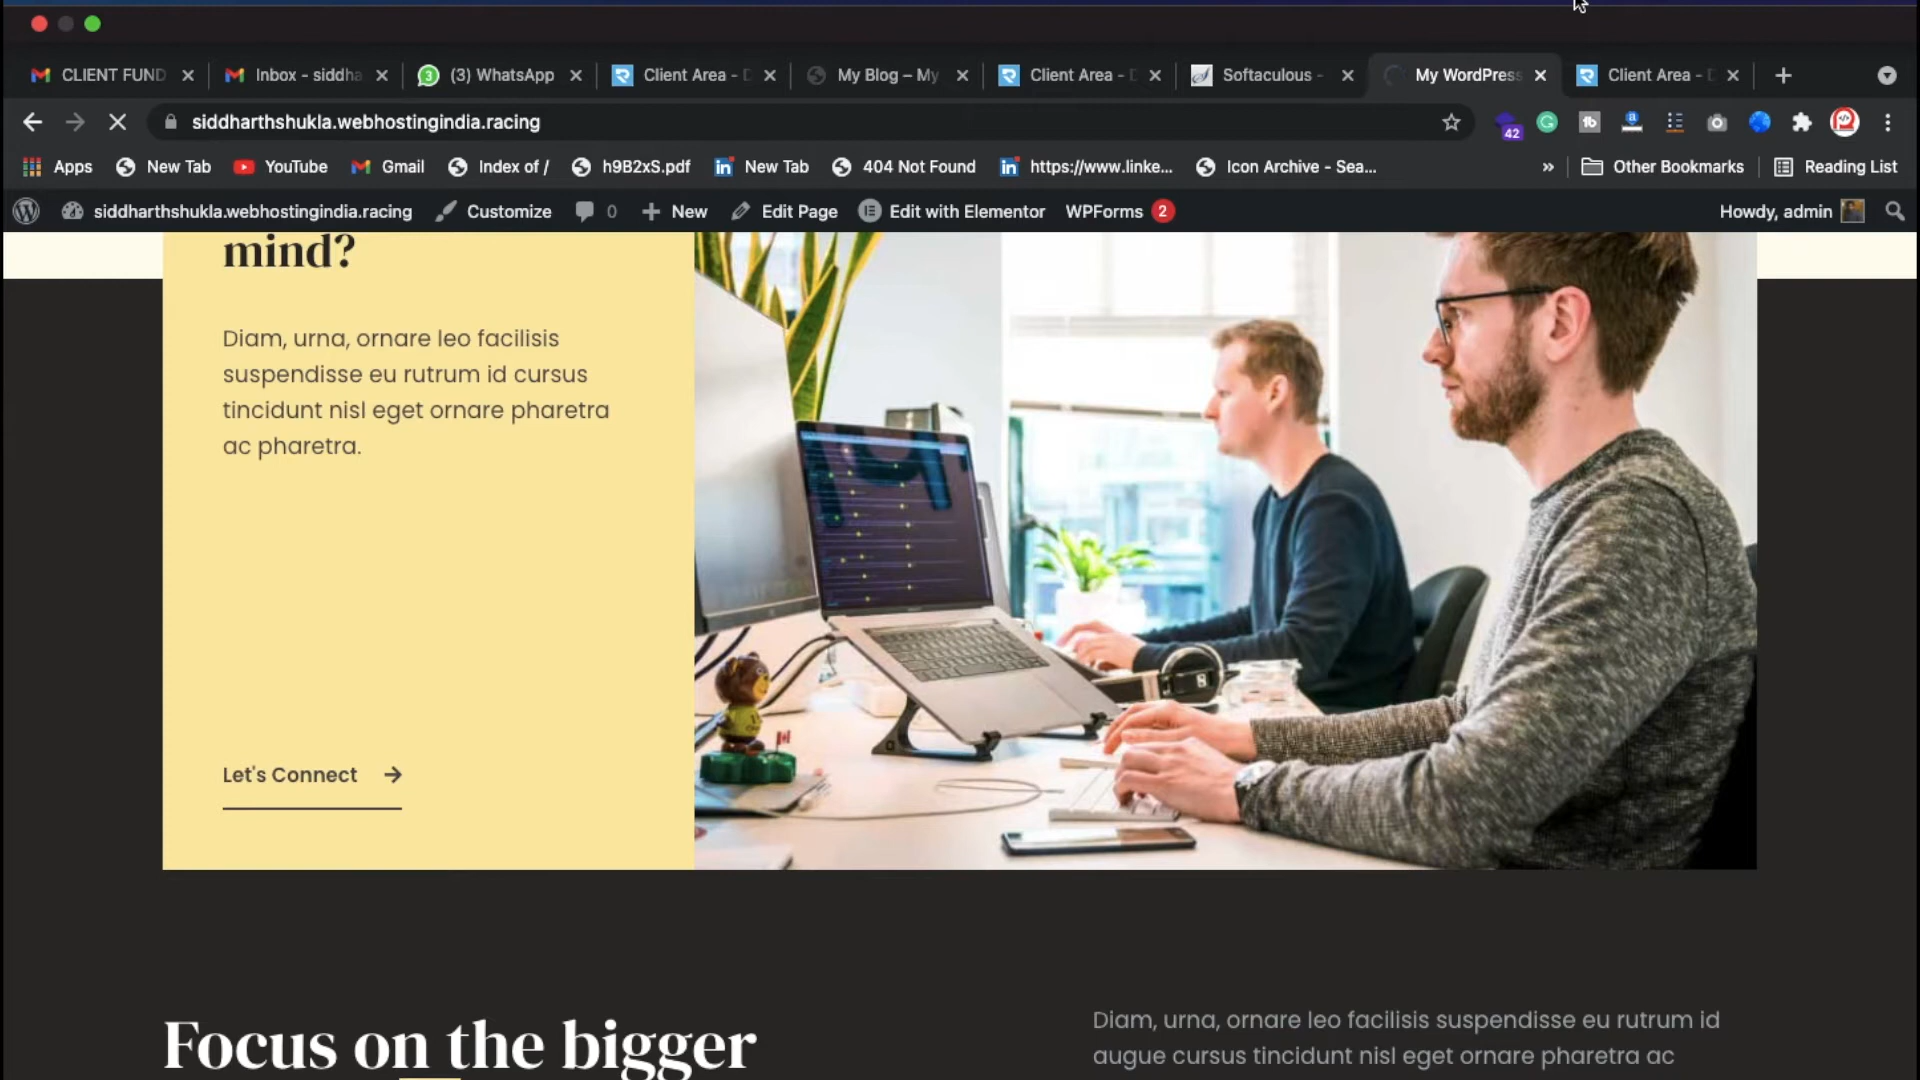 CLIENT FUND
Inbox - siddha
(3) WhatsApp
Client Area - D
My Blog – My
Client Area - D
Softaculous -
My WordPress
Client Area - D
siddharthshukla.webhostingindia.racing
42
Apps
New Tab
YouTube
Gmail
Index of /
h9B2xS.pdf
New Tab
404 Not Found
https://www.linke...
Icon Archive - Sea...
Other Bookmarks
Reading List
siddharthshukla.webhostingindia.racing
Customize
0
New
Edit Page
Edit with Elementor
WPForms 2
Howdy, admin
mind?
Diam, urna, ornare leo facilisis
suspendisse eu rutrum id cursus
tincidunt nisl eget ornare pharetra
ac pharetra.
Let's Connect
Focus on the bigger
Diam, urna, ornare leo facilisis suspendisse eu rutrum id
augue cursus tincidunt nisl eget ornare pharetra ac